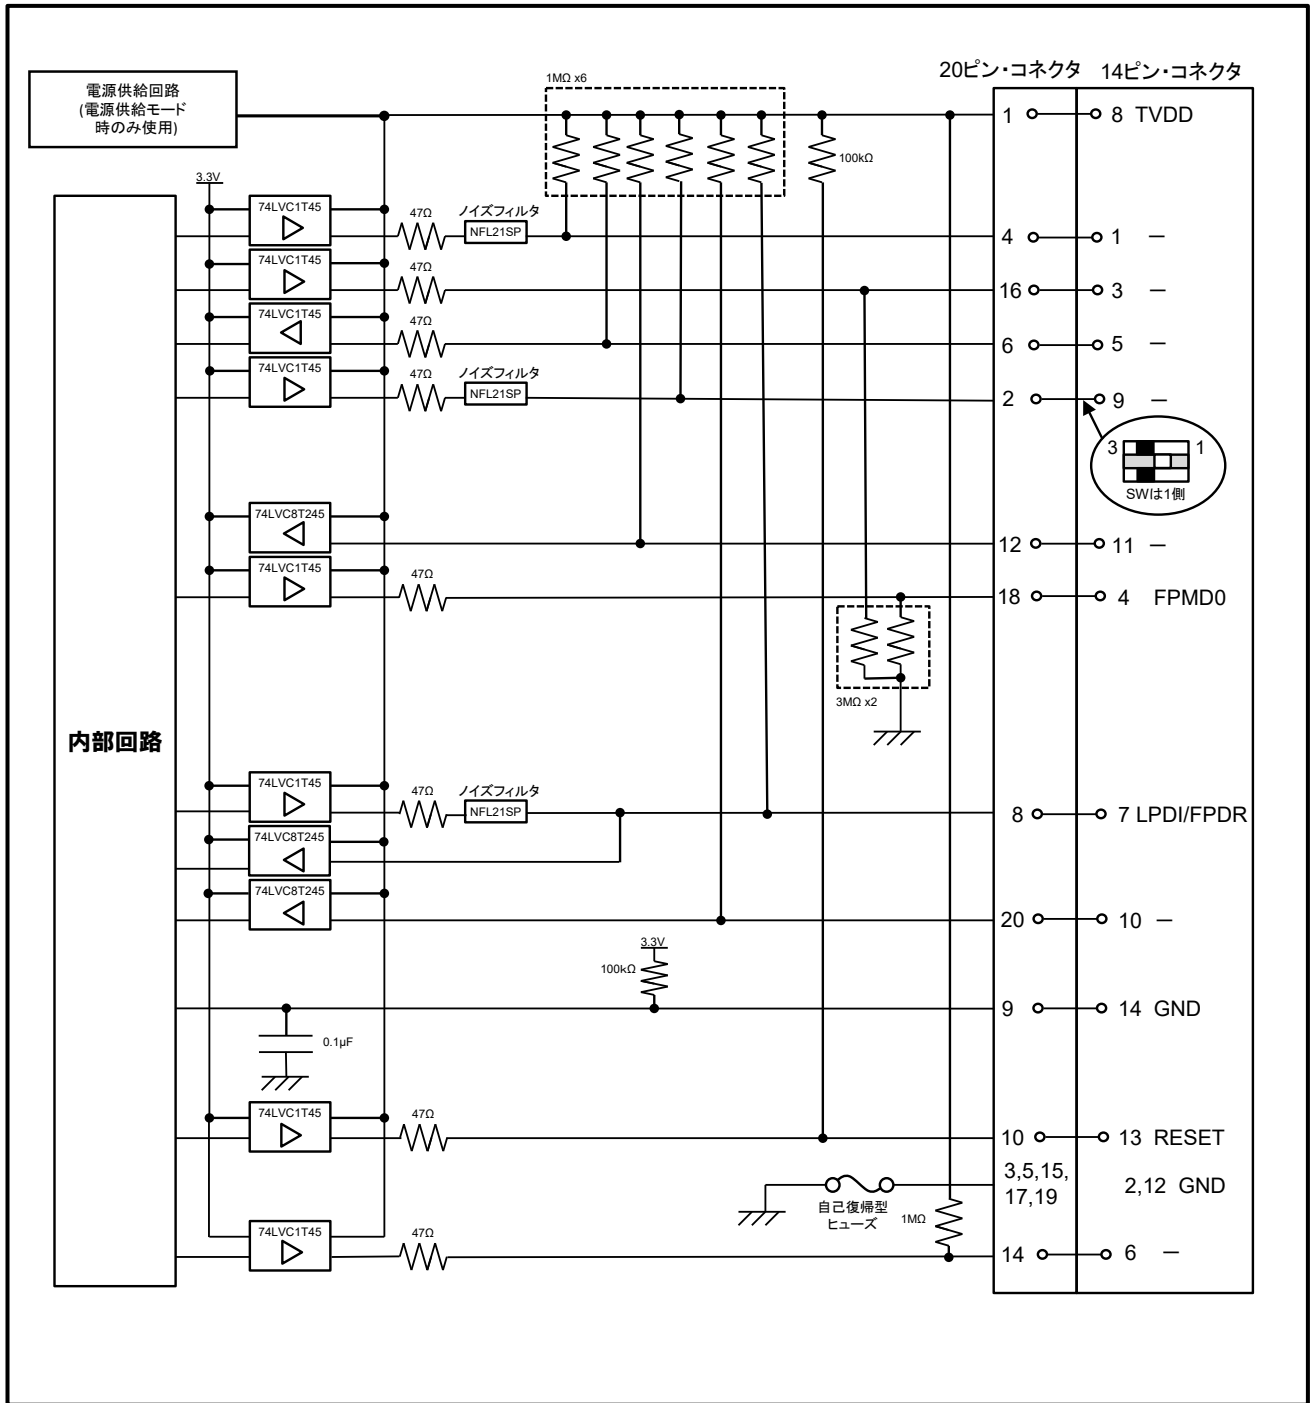 電源供給回路
(電源供給モード
時のみ使用)
1MΩ x6
20ピン・コネクタ 14ピン・コネクタ
1 8 TVDD
100kΩ
3.3V
74LVC1T45
47Ω
ノイズフィルタ
NFL21SP
4 1 －
74LVC1T45
47Ω
16 3 －
74LVC1T45
47Ω
6 5 －
74LVC1T45
47Ω
ノイズフィルタ
NFL21SP
2 9 －
3 1
SWは1側
74LVC8T245
12 11 －
74LVC1T45
47Ω
18 4 FPMD0
3MΩ x2
内部回路
74LVC1T45
47Ω
ノイズフィルタ
NFL21SP
8 7 LPDI/FPDR
74LVC8T245
74LVC8T245
20 10 －
3.3V
100kΩ
9 14 GND
0.1μF
74LVC1T45
47Ω
10 13 RESET
3,5,15,
17,19
2,12 GND
自己復帰型
ヒューズ
1MΩ
74LVC1T45
47Ω
14 6 －